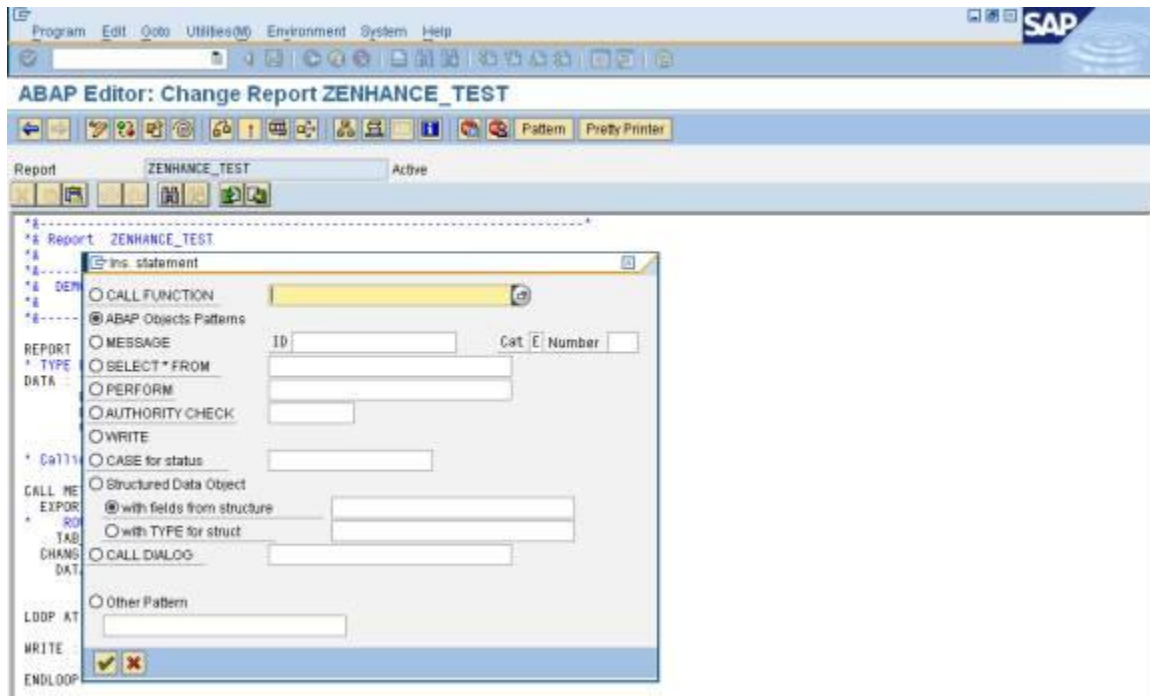 Program Edit Goto Utilities(M) Environment System Help
SAP
ABAP Editor: Change Report ZENHANCE_TEST
Pattern Pretty Printer
Report ZENHANCE_TEST Active
*&---------------------------------------------------------------------*
*& Report ZENHANCE_TEST
*&
*&-----
*& DEM
*&
*&-----
Ins. statement
CALL FUNCTION
ABAP Objects Patterns
MESSAGE ID Cat E Number
SELECT * FROM
PERFORM
AUTHORITY CHECK
WRITE
CASE for status
Structured Data Object
with fields from structure
with TYPE for struct
CALL DIALOG
Other Pattern
REPORT
* TYPE
DATA :
* Calli
CALL ME
EXPOR
* RO
TAB
CHANG
DAT
LOOP AT
WRITE :
ENDLOOP